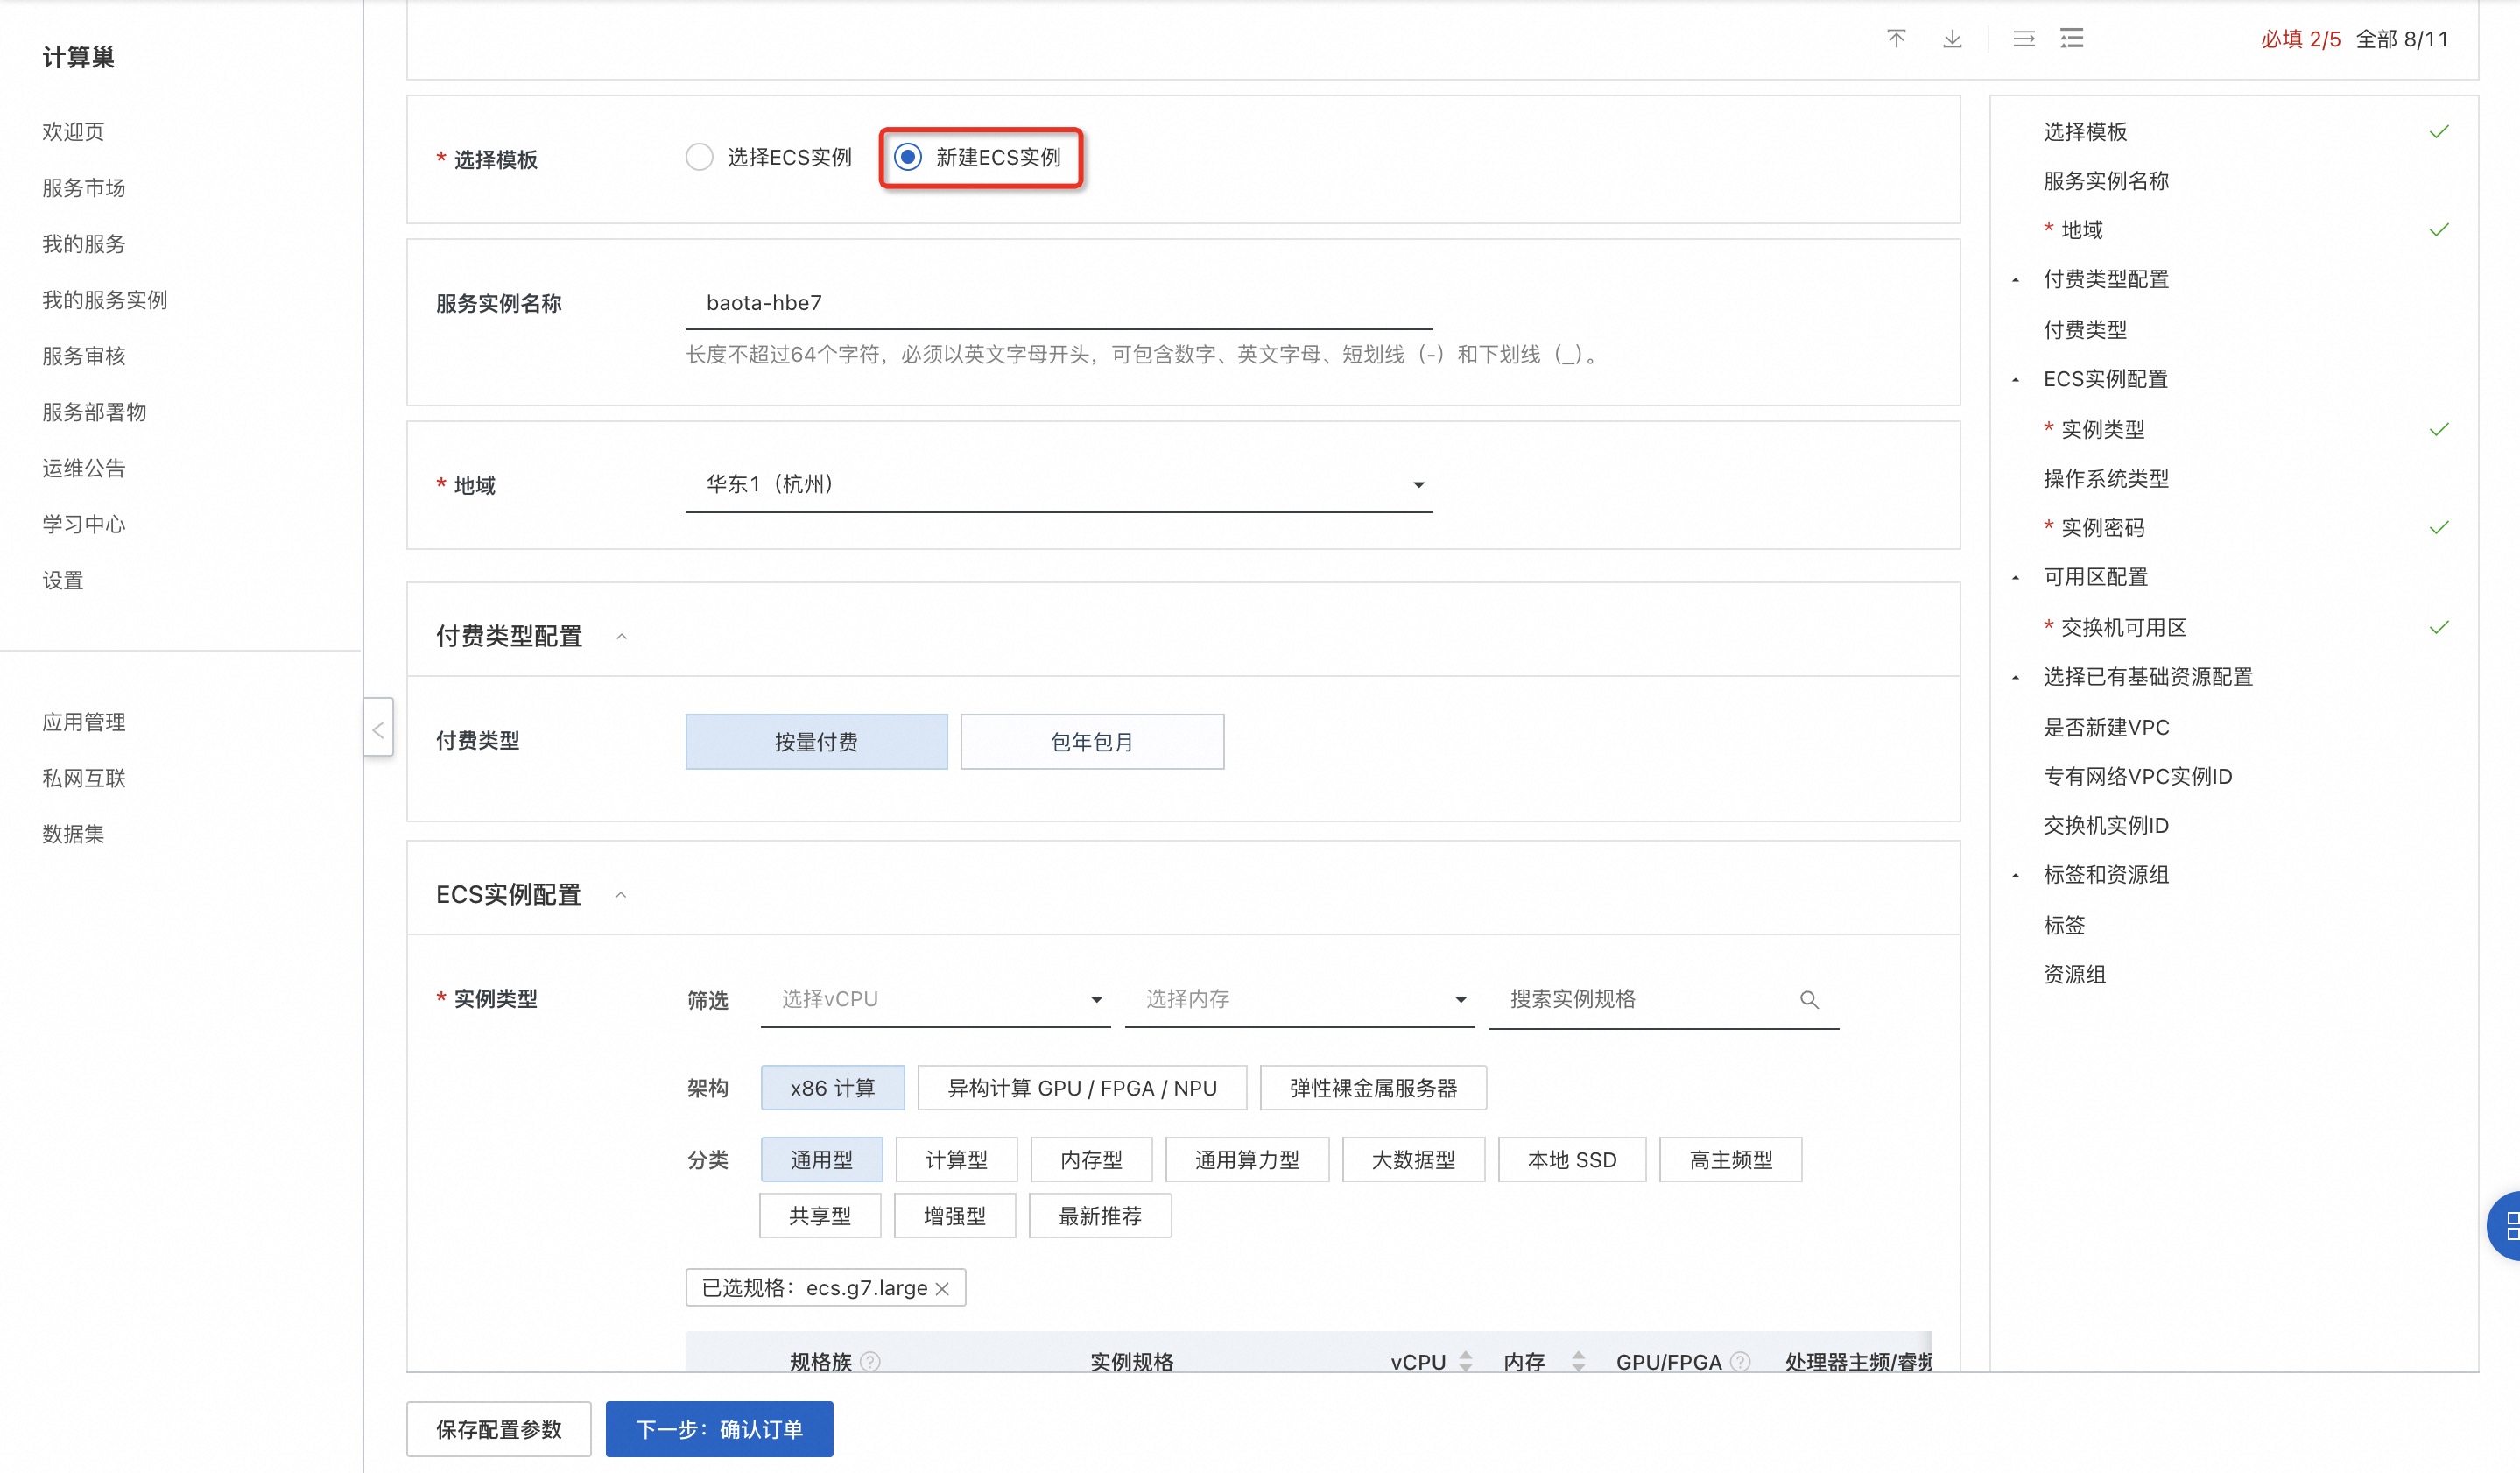 计算巢
欢迎页
服务市场
我的服务
我的服务实例
服务审核
服务部署物
运维公告
学习中心
设置
应用管理
私网互联
数据集
必填 2/5 全部 8/11
* 选择模板
选择ECS实例
新建ECS实例
服务实例名称
baota-hbe7
长度不超过64个字符，必须以英文字母开头，可包含数字、英文字母、短划线（-）和下划线（_）。
* 地域
华东1（杭州）
付费类型配置
付费类型
按量付费
包年包月
ECS实例配置
* 实例类型
筛选
选择vCPU
选择内存
搜索实例规格
架构
x86 计算
异构计算 GPU / FPGA / NPU
弹性裸金属服务器
分类
通用型
计算型
内存型
通用算力型
大数据型
本地 SSD
高主频型
共享型
增强型
最新推荐
已选规格：ecs.g7.large
规格族
实例规格
vCPU
内存
GPU/FPGA
处理器主频/睿频
保存配置参数
下一步：确认订单
选择模板
服务实例名称
* 地域
付费类型配置
付费类型
ECS实例配置
* 实例类型
操作系统类型
* 实例密码
可用区配置
* 交换机可用区
选择已有基础资源配置
是否新建VPC
专有网络VPC实例ID
交换机实例ID
标签和资源组
标签
资源组